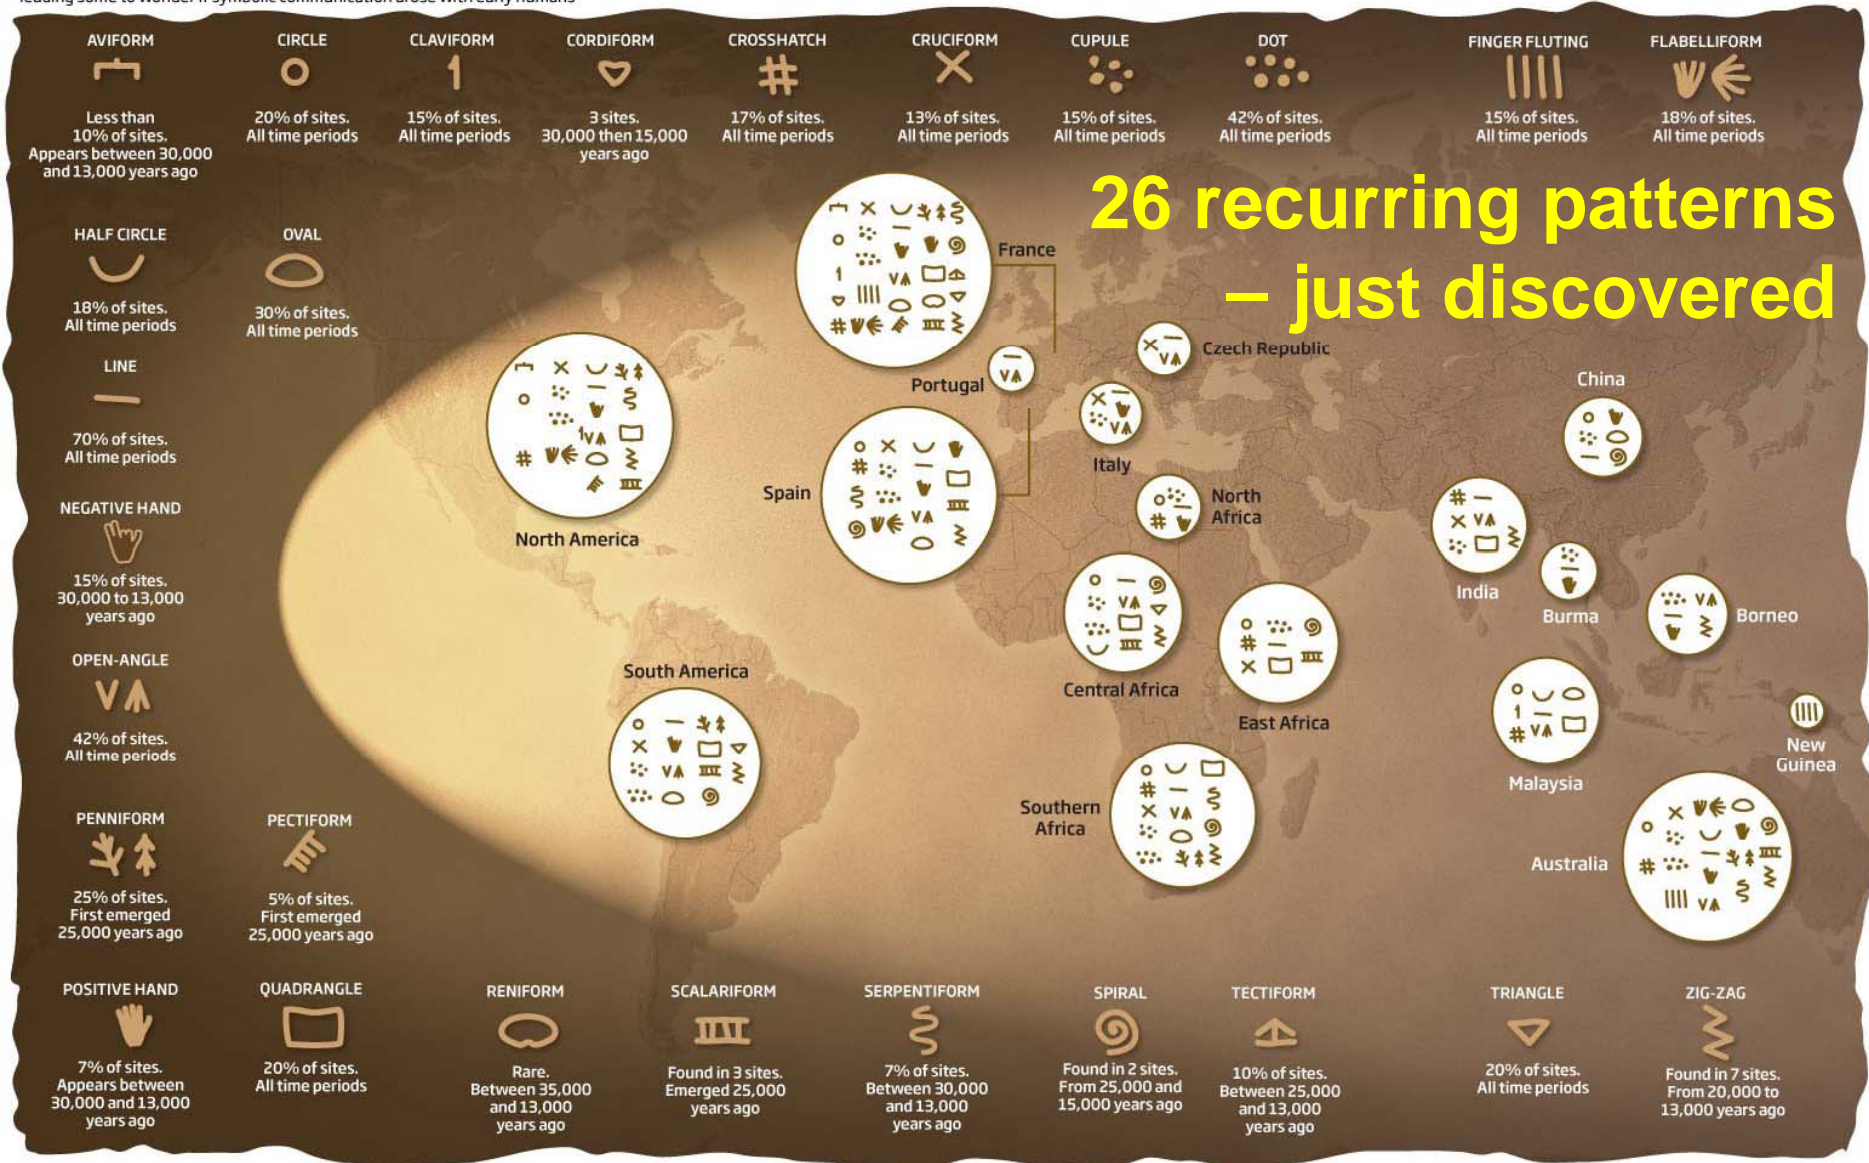 leading some to wonder if symbolic communication arose with early humans
AVIFORM
Less than
10% of sites.
Appears between 30,000
and 13,000 years ago
CIRCLE
20% of sites.
All time periods
CLAVIFORM
15% of sites.
All time periods
CORDIFORM
3 sites.
30,000 then 15,000
years ago
CROSSHATCH
17% of sites.
All time periods
CRUCIFORM
13% of sites.
All time periods
CUPULE
15% of sites.
All time periods
DOT
42% of sites.
All time periods
FINGER FLUTING
15% of sites.
All time periods
FLABELLIFORM
18% of sites.
All time periods
26 recurring patterns
– just discovered
HALF CIRCLE
18% of sites.
All time periods
OVAL
30% of sites.
All time periods
LINE
70% of sites.
All time periods
NEGATIVE HAND
15% of sites.
30,000 to 13,000
years ago
OPEN-ANGLE
42% of sites.
All time periods
PENNIFORM
25% of sites.
First emerged
25,000 years ago
PECTIFORM
5% of sites.
First emerged
25,000 years ago
France
Portugal
Czech Republic
Italy
Spain
North America
North
Africa
China
India
Burma
Borneo
South America
Central Africa
East Africa
Malaysia
New
Guinea
Southern
Africa
Australia
POSITIVE HAND
7% of sites.
Appears between
30,000 and 13,000
years ago
QUADRANGLE
20% of sites.
All time periods
RENIFORM
Rare.
Between 35,000
and 13,000
years ago
SCALARIFORM
Found in 3 sites.
Emerged 25,000
years ago
SERPENTIFORM
7% of sites.
Between 30,000
and 13,000
years ago
SPIRAL
Found in 2 sites.
From 25,000 and
15,000 years ago
TECTIFORM
10% of sites.
Between 25,000
and 13,000
years ago
TRIANGLE
20% of sites.
All time periods
ZIG-ZAG
Found in 7 sites.
From 20,000 to
13,000 years ago